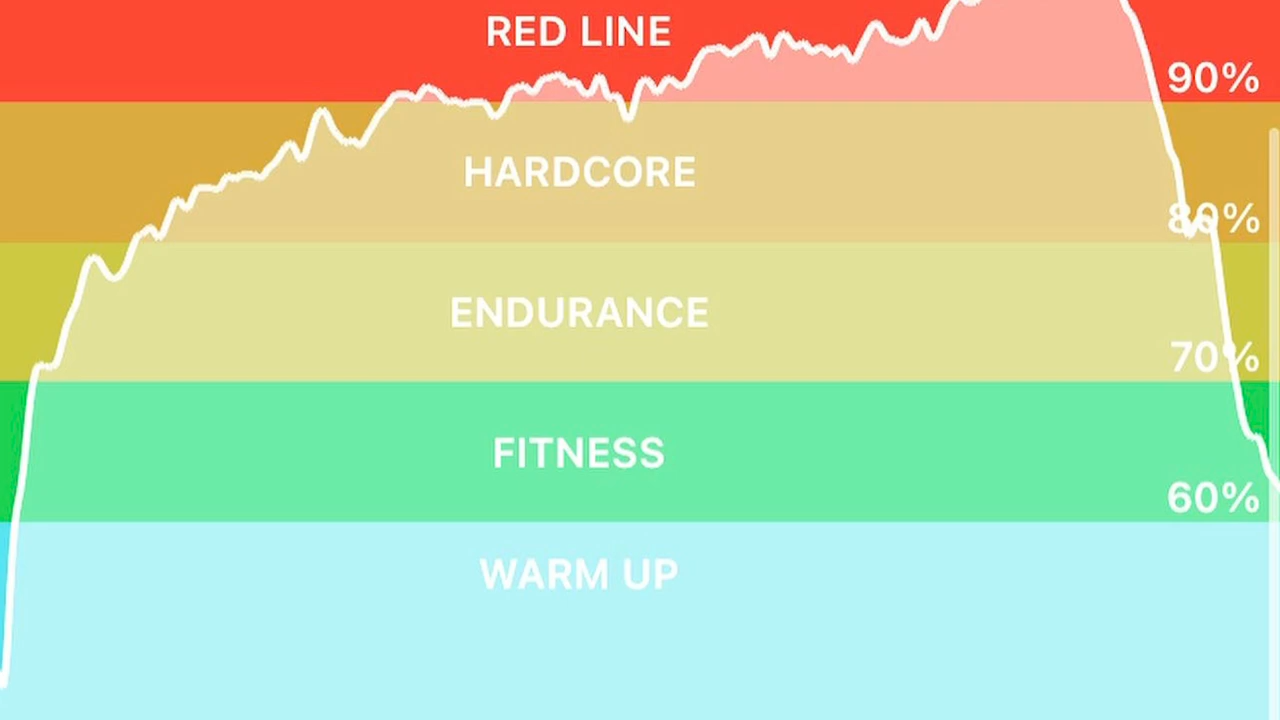 RED LINE
90%
HARDCORE
80%
ENDURANCE
70%
FITNESS
60%
WARM UP